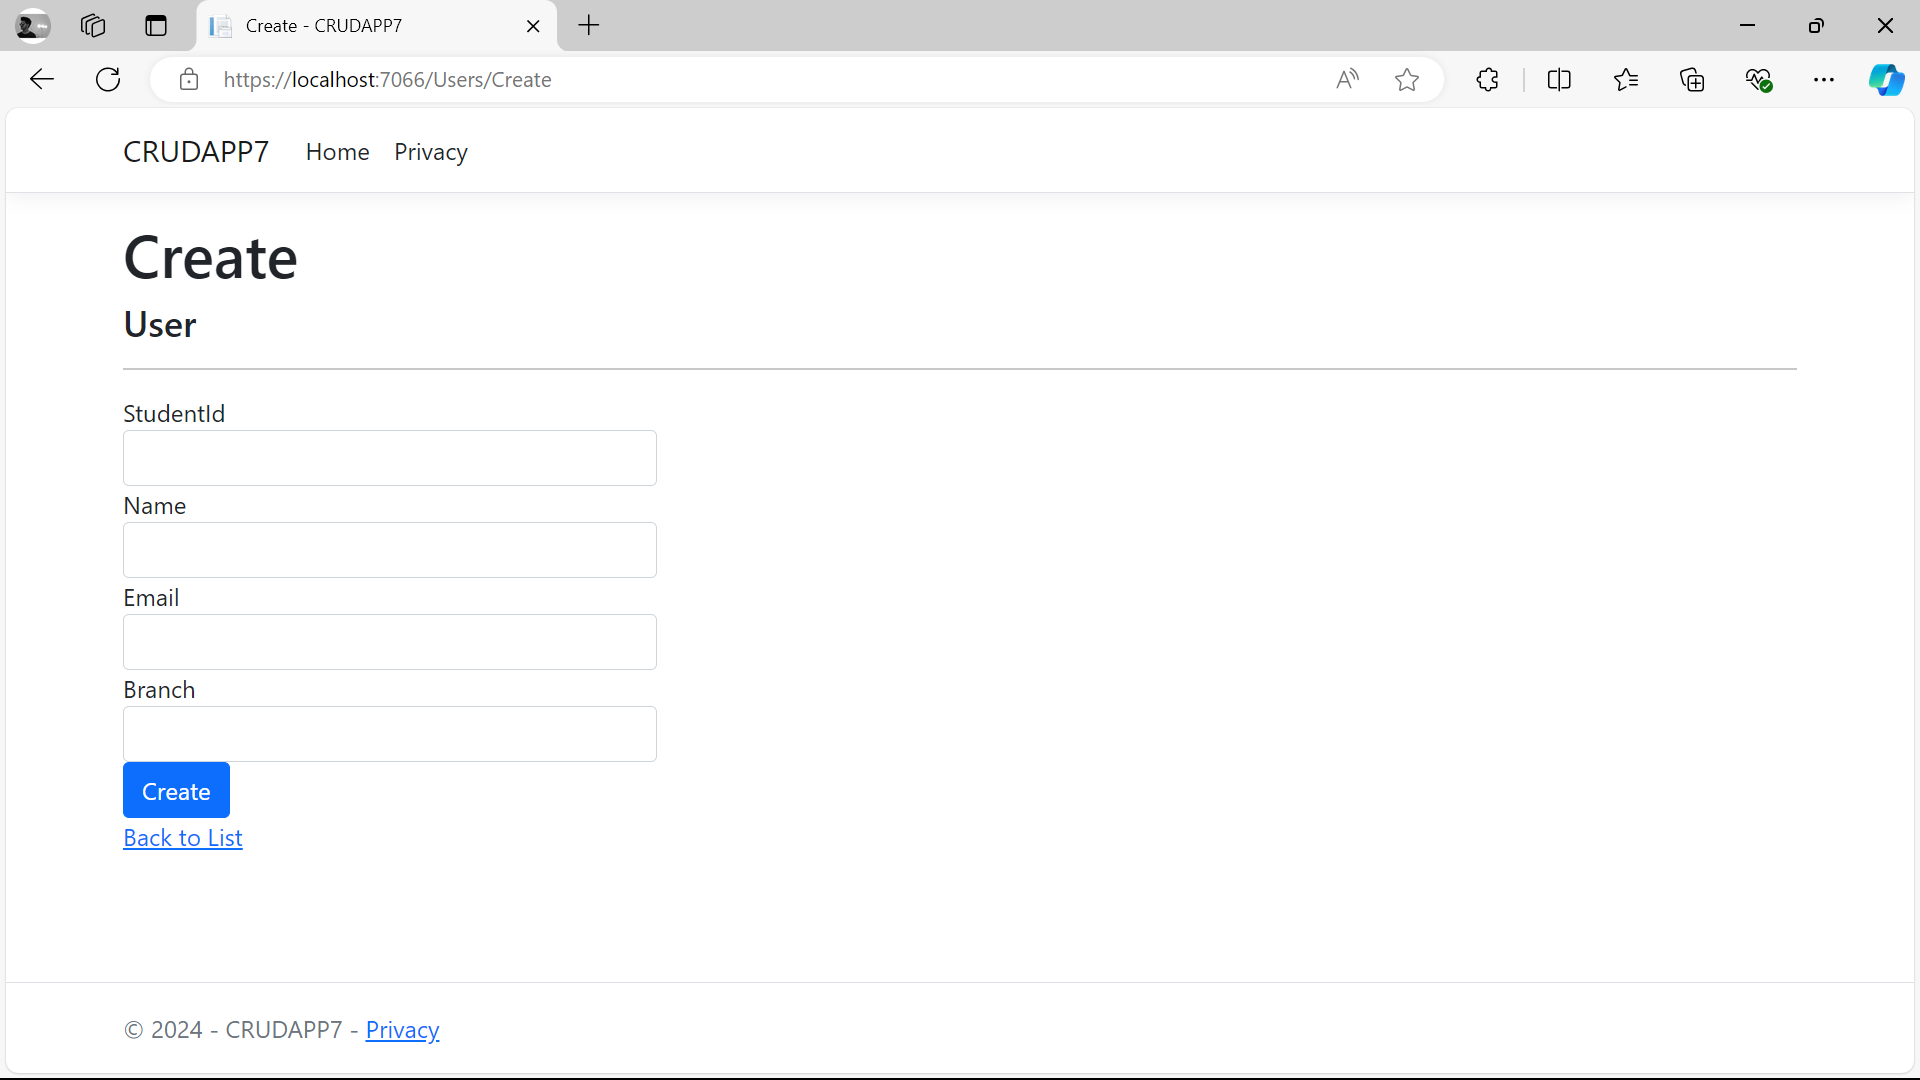 Create - CRUDAPP7
https://localhost:7066/Users/Create
CRUDAPP7 Home Privacy
Create
User
StudentId
Name
Email
Branch
Create
Back to List
© 2024 - CRUDAPP7 - Privacy